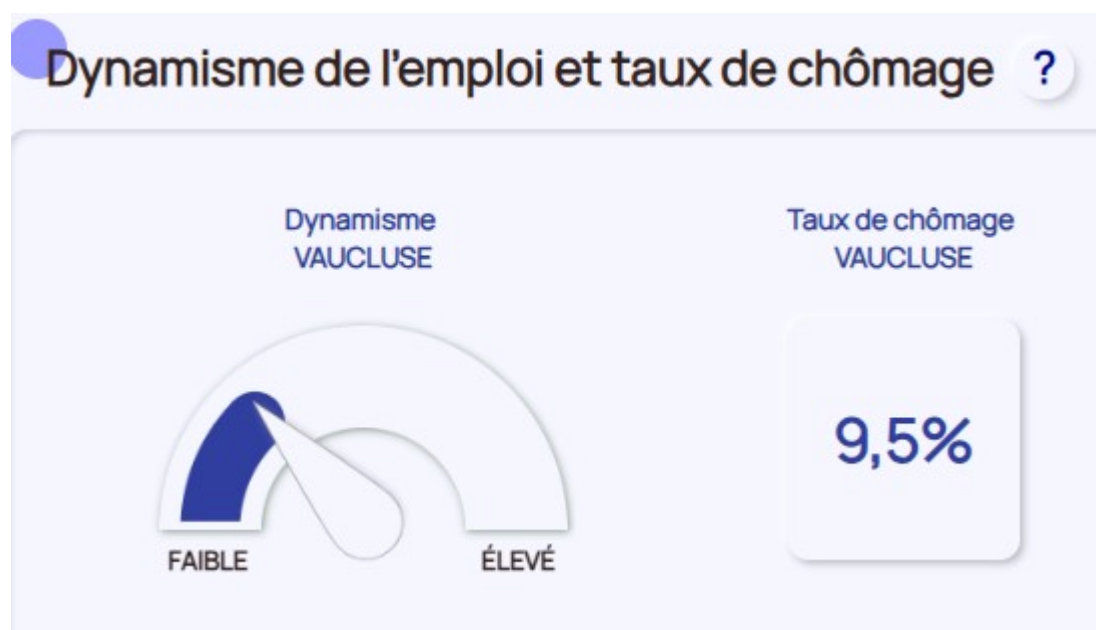 Dynamisme de l'emploi et taux de chômage ?
Dynamisme
VAUCLUSE
Taux de chômage
VAUCLUSE
9,5%
FAIBLE
ÉLEVÉ